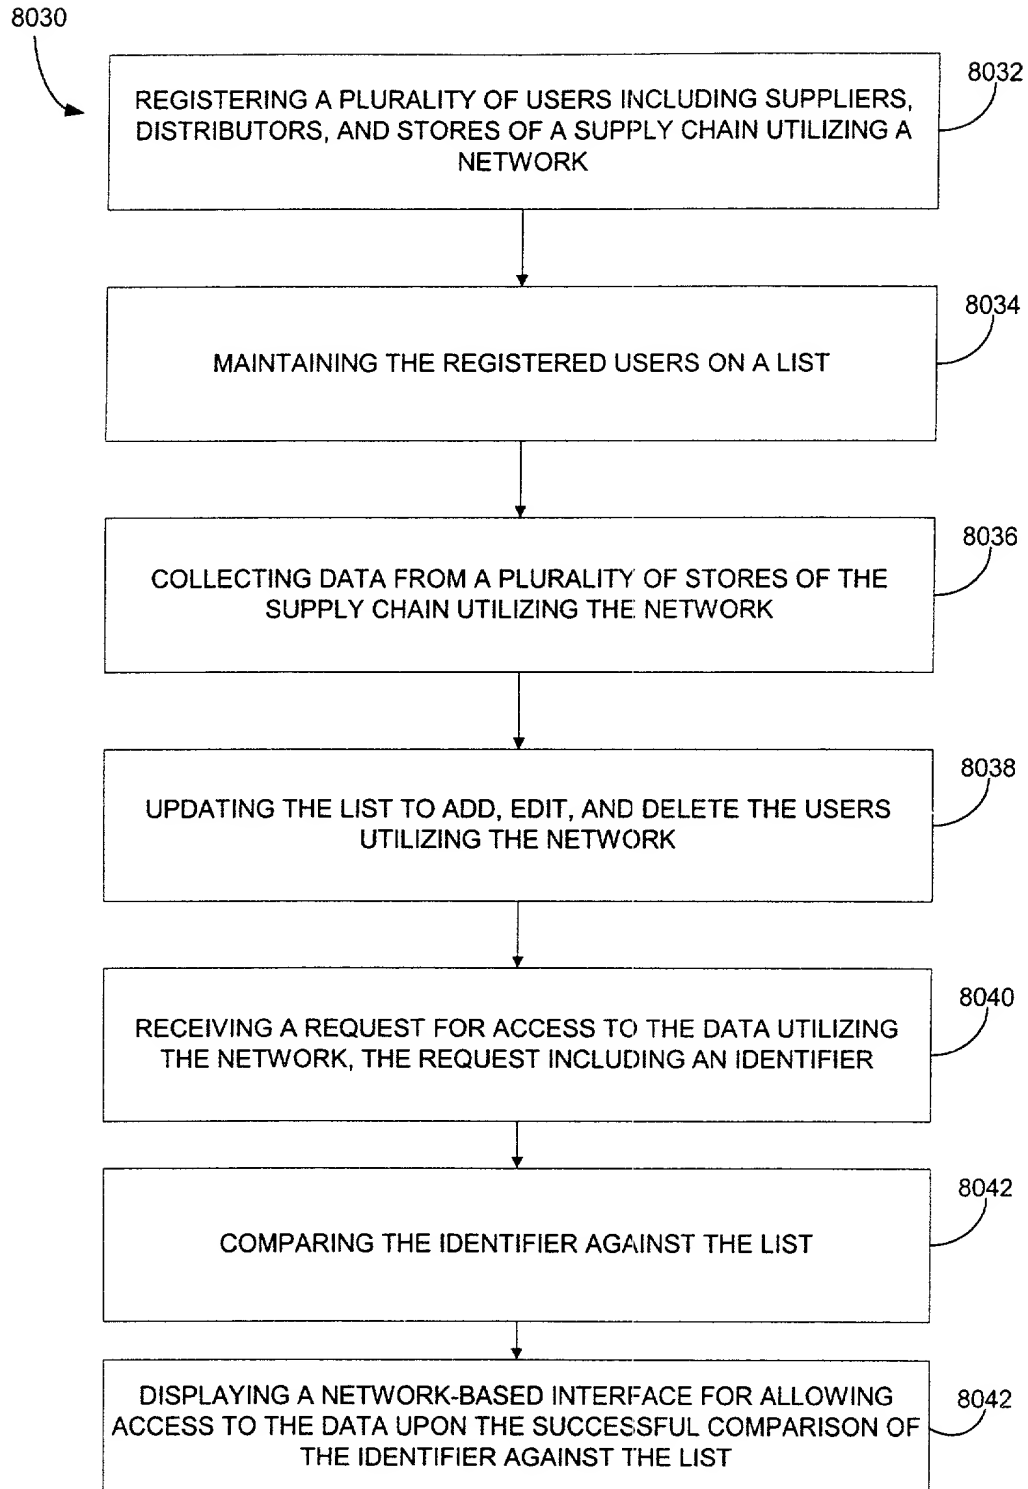 8030
8032
REGISTERING A PLURALITY OF USERS INCLUDING SUPPLIERS,
DISTRIBUTORS, AND STORES OF A SUPPLY CHAIN UTILIZING A
NETWORK
8034
MAINTAINING THE REGISTERED USERS ON A LIST
8036
COLLECTING DATA FROM A PLURALITY OF STORES OF THE
SUPPLY CHAIN UTILIZING THE NETWORK
8038
UPDATING THE LIST TO ADD, EDIT, AND DELETE THE USERS
UTILIZING THE NETWORK
8040
RECEIVING A REQUEST FOR ACCESS TO THE DATA UTILIZING
THE NETWORK, THE REQUEST INCLUDING AN IDENTIFIER
8042
COMPARING THE IDENTIFIER AGAINST THE LIST
8042
DISPLAYING A NETWORK-BASED INTERFACE FOR ALLOWING
ACCESS TO THE DATA UPON THE SUCCESSFUL COMPARISON OF
THE IDENTIFIER AGAINST THE LIST